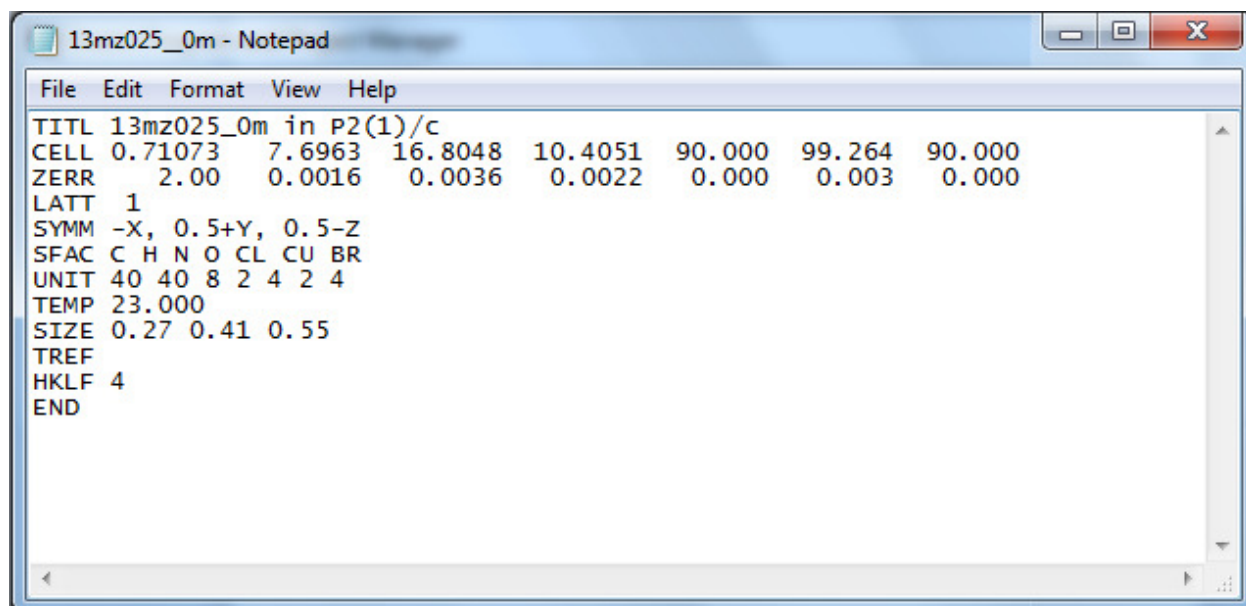 13mz025__0m - Notepad
File Edit Format View Help
TITL 13mz025_0m in P2(1)/c
CELL 0.71073 7.6963 16.8048 10.4051 90.000 99.264 90.000
ZERR 2.00 0.0016 0.0036 0.0022 0.000 0.003 0.000
LATT 1
SYMM -X, 0.5+Y, 0.5-Z
SFAC C H N O CL CU BR
UNIT 40 40 8 2 4 2 4
TEMP 23.000
SIZE 0.27 0.41 0.55
TREF
HKLF 4
END